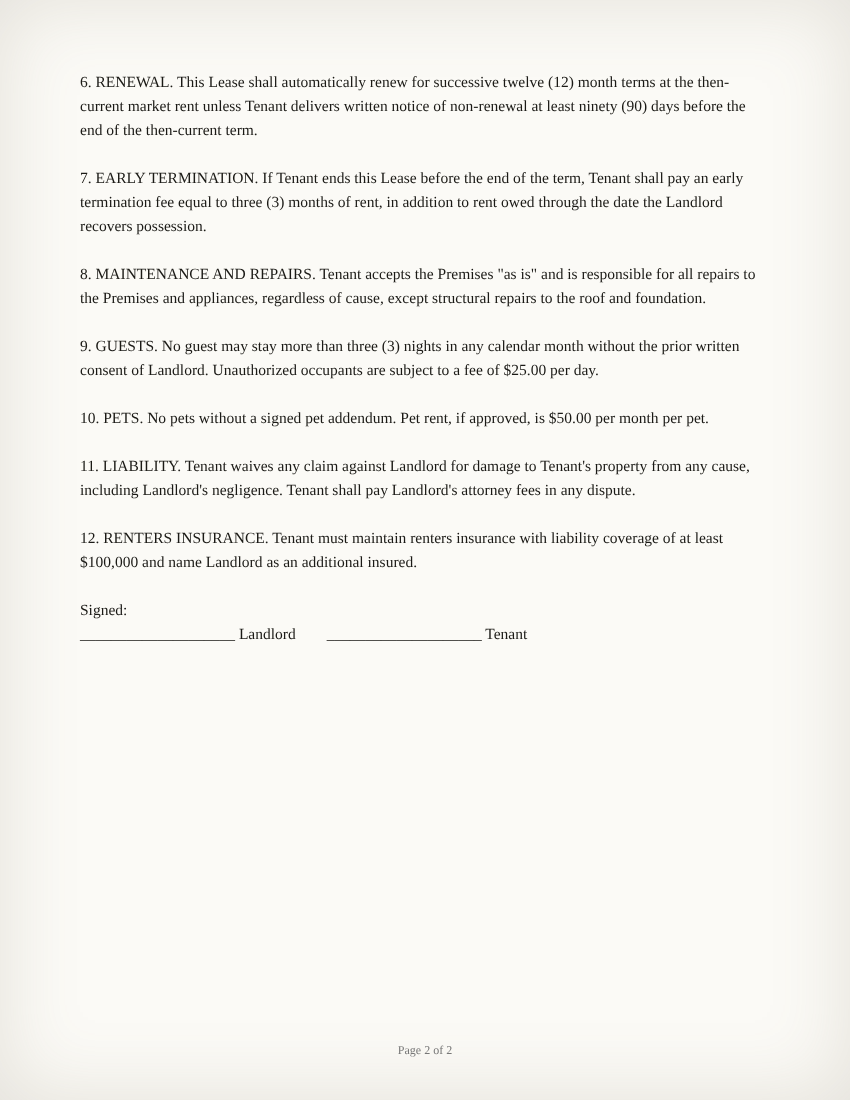 6. RENEWAL. This Lease shall automatically renew for successive twelve (12) month terms at the then-
current market rent unless Tenant delivers written notice of non-renewal at least ninety (90) days before the
end of the then-current term.
7. EARLY TERMINATION. If Tenant ends this Lease before the end of the term, Tenant shall pay an early
termination fee equal to three (3) months of rent, in addition to rent owed through the date the Landlord
recovers possession.
8. MAINTENANCE AND REPAIRS. Tenant accepts the Premises "as is" and is responsible for all repairs to
the Premises and appliances, regardless of cause, except structural repairs to the roof and foundation.
9. GUESTS. No guest may stay more than three (3) nights in any calendar month without the prior written
consent of Landlord. Unauthorized occupants are subject to a fee of $25.00 per day.
10. PETS. No pets without a signed pet addendum. Pet rent, if approved, is $50.00 per month per pet.
11. LIABILITY. Tenant waives any claim against Landlord for damage to Tenant's property from any cause,
including Landlord's negligence. Tenant shall pay Landlord's attorney fees in any dispute.
12. RENTERS INSURANCE. Tenant must maintain renters insurance with liability coverage of at least
$100,000 and name Landlord as an additional insured.
Signed:
____________________ Landlord ____________________ Tenant
Page 2 of 2